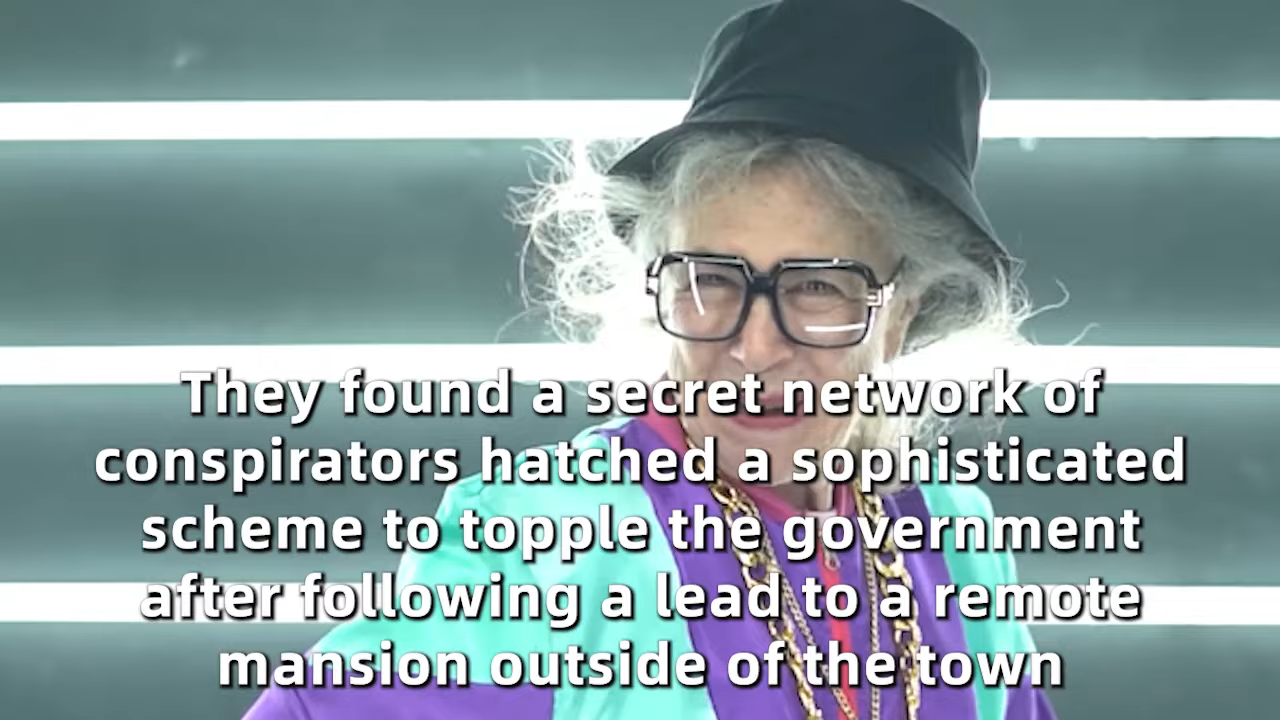 They found a secret network of
conspirators hatched a sophisticated
scheme to topple the government
after following a lead to a remote
mansion outside of the town